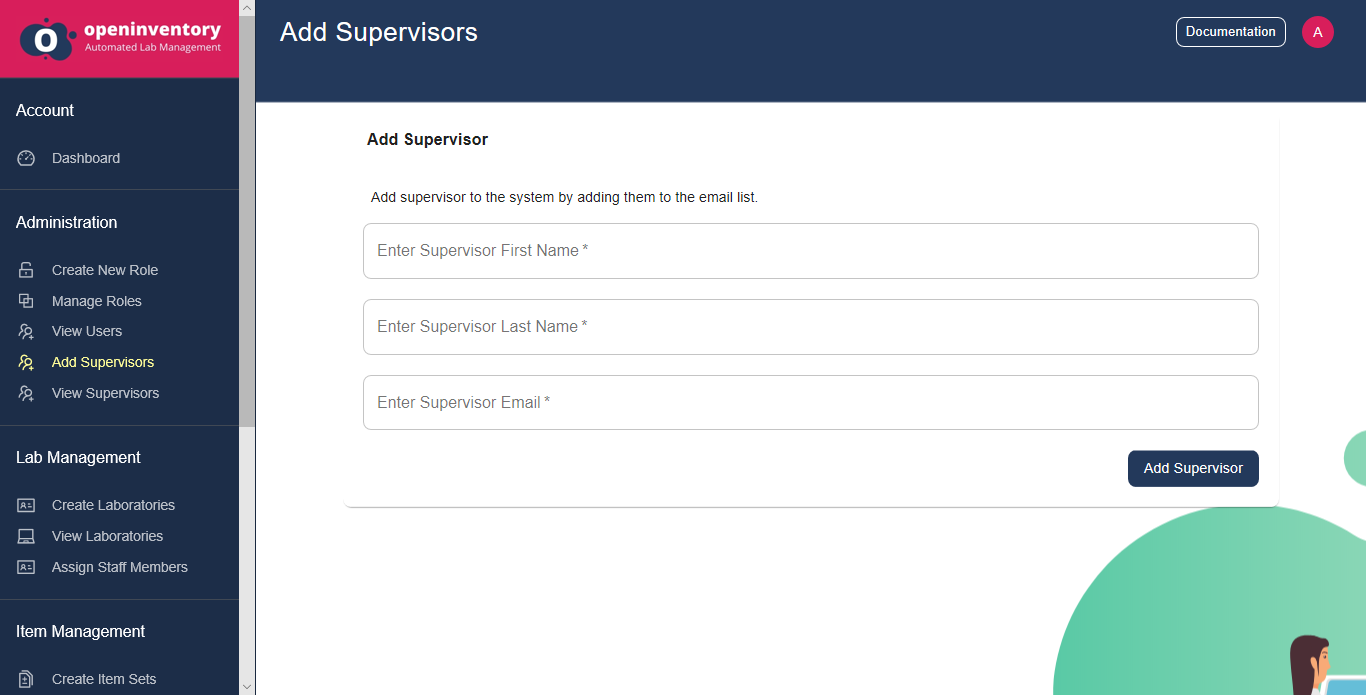 openinventory
Automated Lab Management
Account
Dashboard
Administration
Create New Role
Manage Roles
View Users
Add Supervisors
View Supervisors
Lab Management
Create Laboratories
View Laboratories
Assign Staff Members
Item Management
Create Item Sets
Add Supervisors
Documentation
A
Add Supervisor
Add supervisor to the system by adding them to the email list.
Enter Supervisor First Name *
Enter Supervisor Last Name *
Enter Supervisor Email *
Add Supervisor